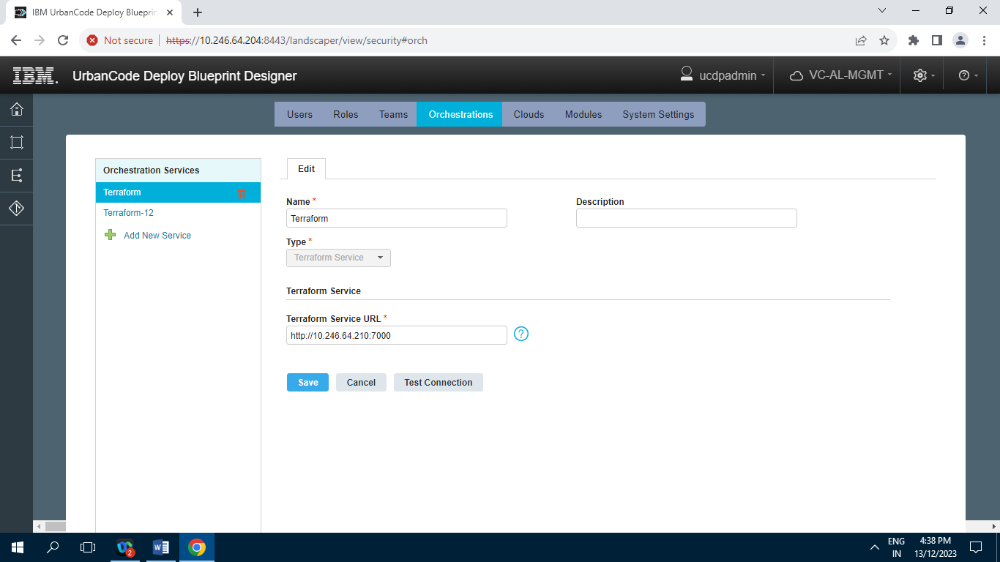 IBM UrbanCode Deploy Blueprin
Not secure https://10.246.64.204:8443/landscaper/view/security#orch
IBM. UrbanCode Deploy Blueprint Designer ucdpadmin VC-AL-MGMT
Users Roles Teams Orchestrations Clouds Modules System Settings
Orchestration Services
Terraform
Terraform-12
Add New Service
Edit
Name * Description
Terraform
Type *
Terraform Service
Terraform Service
Terraform Service URL *
http://10.246.64.210:7000
?
Save Cancel Test Connection
2
ENG
IN
4:38 PM
13/12/2023